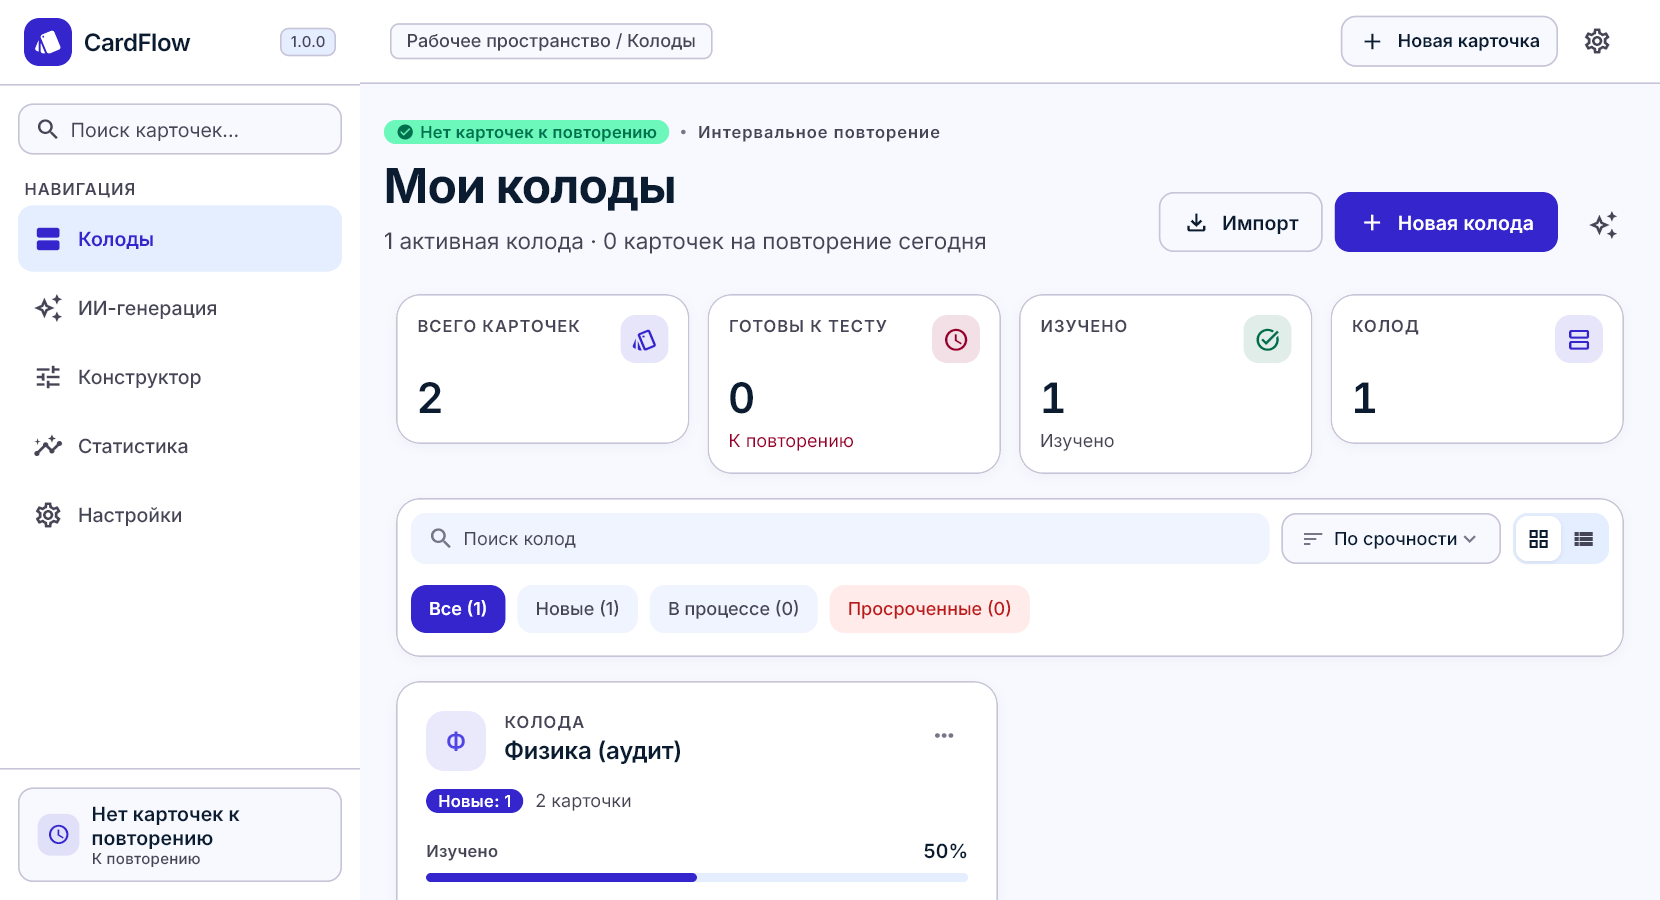 CardFlow
1.0.0
Поиск карточек...
НАВИГАЦИЯ
Колоды
ИИ-генерация
Конструктор
Статистика
Настройки
Нет карточек к
повторению
К повторению
Рабочее пространство / Колоды
Новая карточка
Нет карточек к повторению • Интервальное повторение
Мои колоды
1 активная колода · 0 карточек на повторение сегодня
Импорт
Новая колода
ВСЕГО КАРТОЧЕК
2
ГОТОВЫ К ТЕСТУ
0
К повторению
ИЗУЧЕНО
1
Изучено
КОЛОД
1
Поиск колод
По срочности
Все (1)
Новые (1)
В процессе (0)
Просроченные (0)
Ф
КОЛОДА
Физика (аудит)
Новые: 1
2 карточки
Изучено
50%